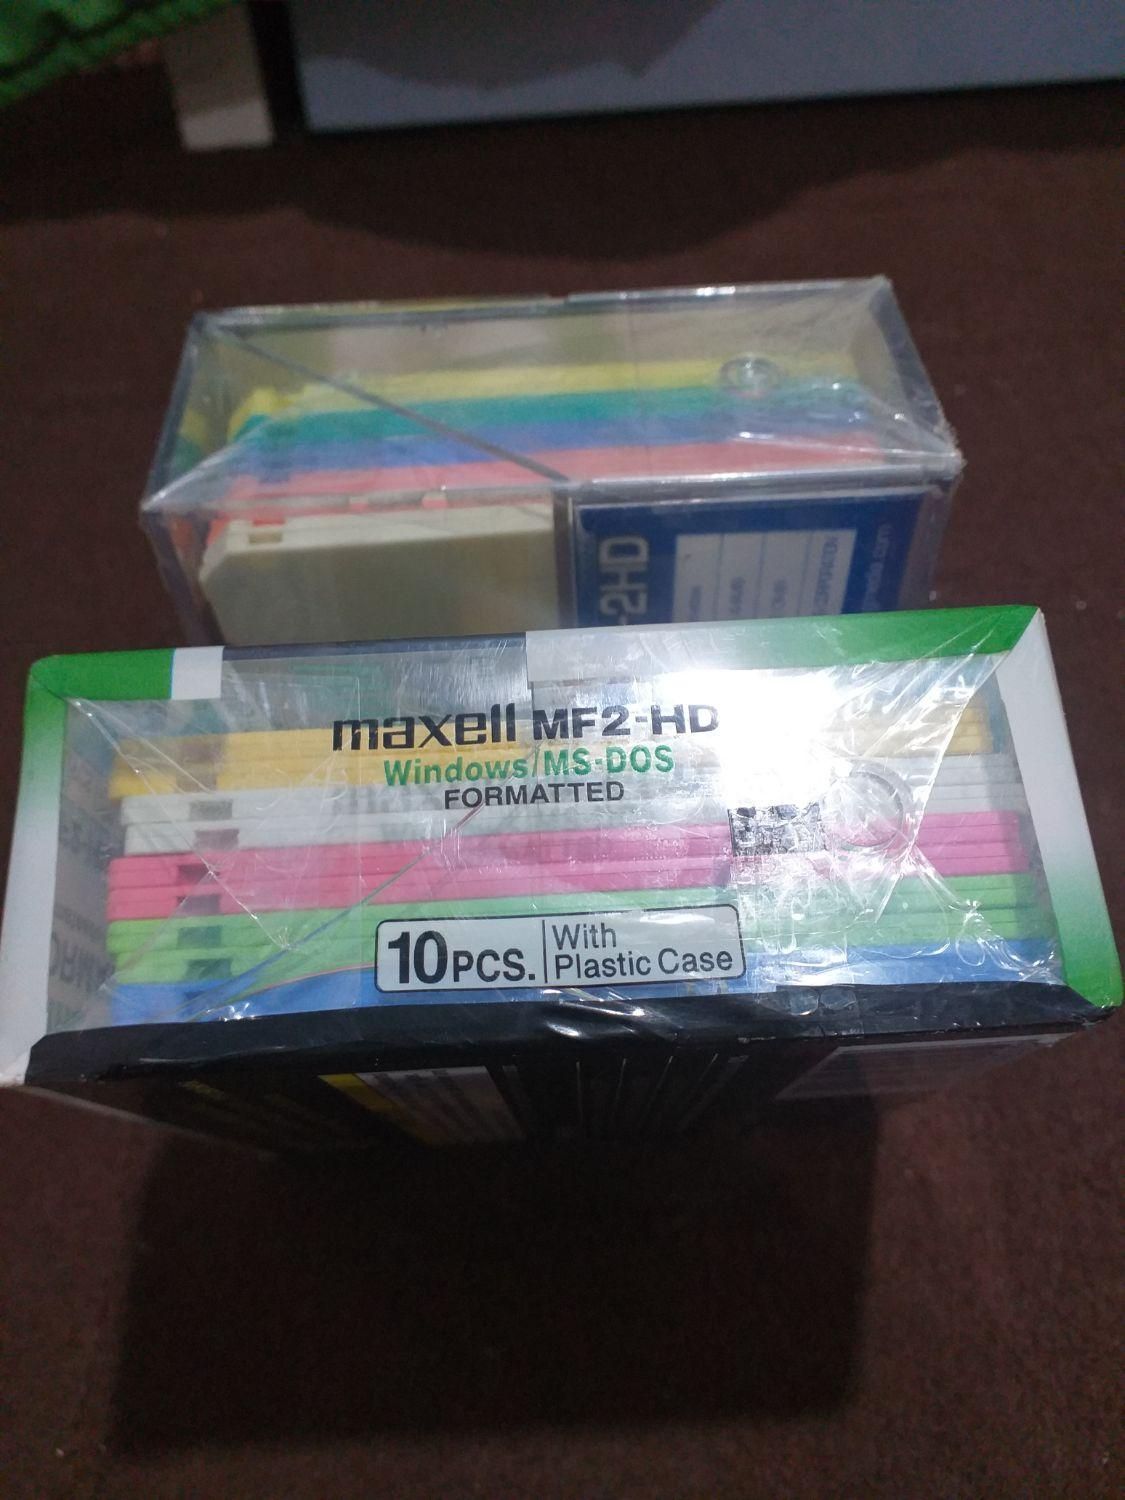 -2HD
maxell MF2-HD
Windows/MS-DOS
FORMATTED
10PCS.
With
Plastic Case